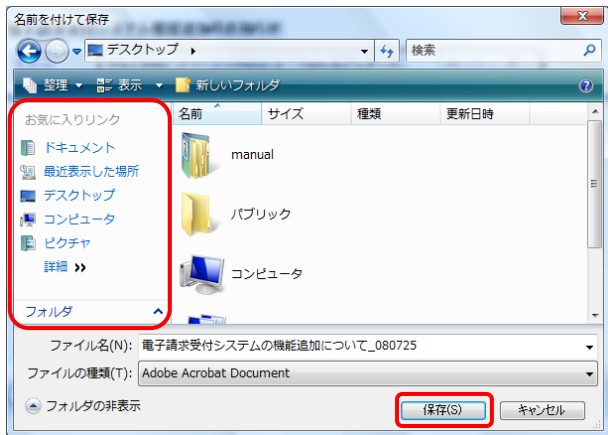 名前を付けて保存
デスクトップ
検索
整理 表示 新しいフォルダ
お気に入りリンク
ドキュメント
最近表示した場所
デスクトップ
コンピュータ
ピクチャ
詳細 >>
フォルダ
名前 サイズ 種類 更新日時
manual
パブリック
コンピュータ
ファイル名(N): 電子請求受付システムの機能追加について_080725
ファイルの種類(T): Adobe Acrobat Document
フォルダの非表示 保存(S) キャンセル